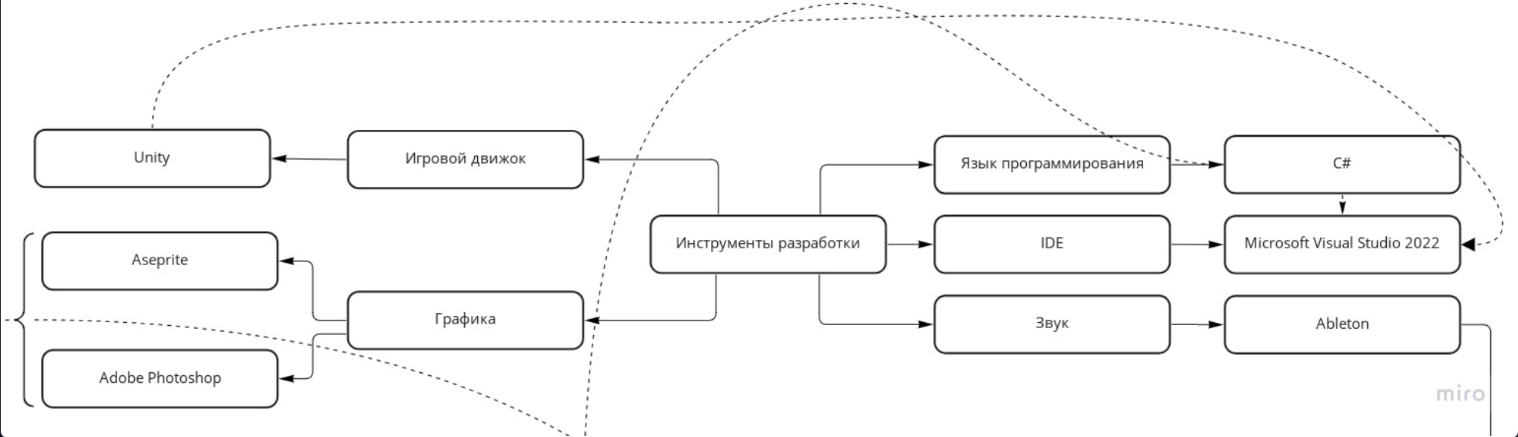 Unity
Игровой движок
Язык программирования
C#
Инструменты разработки
IDE
Microsoft Visual Studio 2022
Aseprite
Графика
Звук
Ableton
Adobe Photoshop
miro